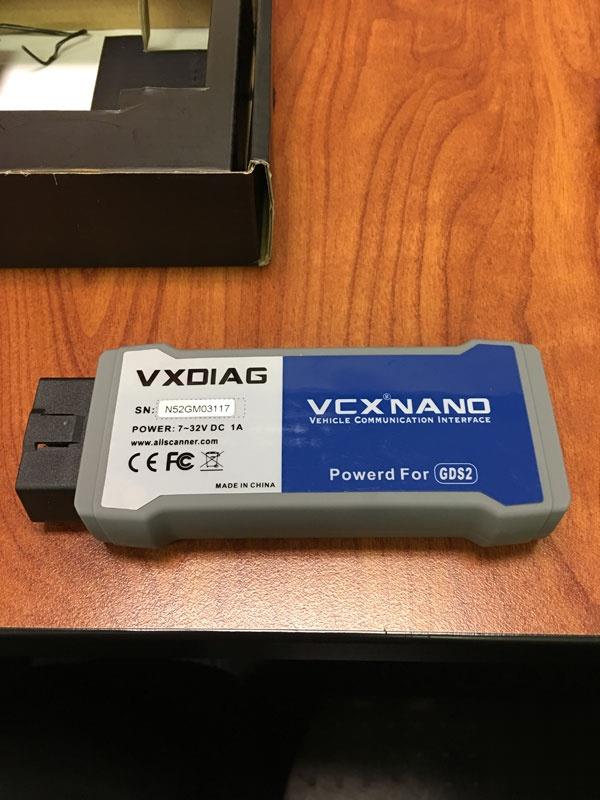 VXDIAG
SN: N52GM03117
POWER: 7~32V DC 1A
www.allscanner.com
CE FC
MADE IN CHINA
VCX®NANO
VEHICLE COMMUNICATION INTERFACE
Powerd For GDS2